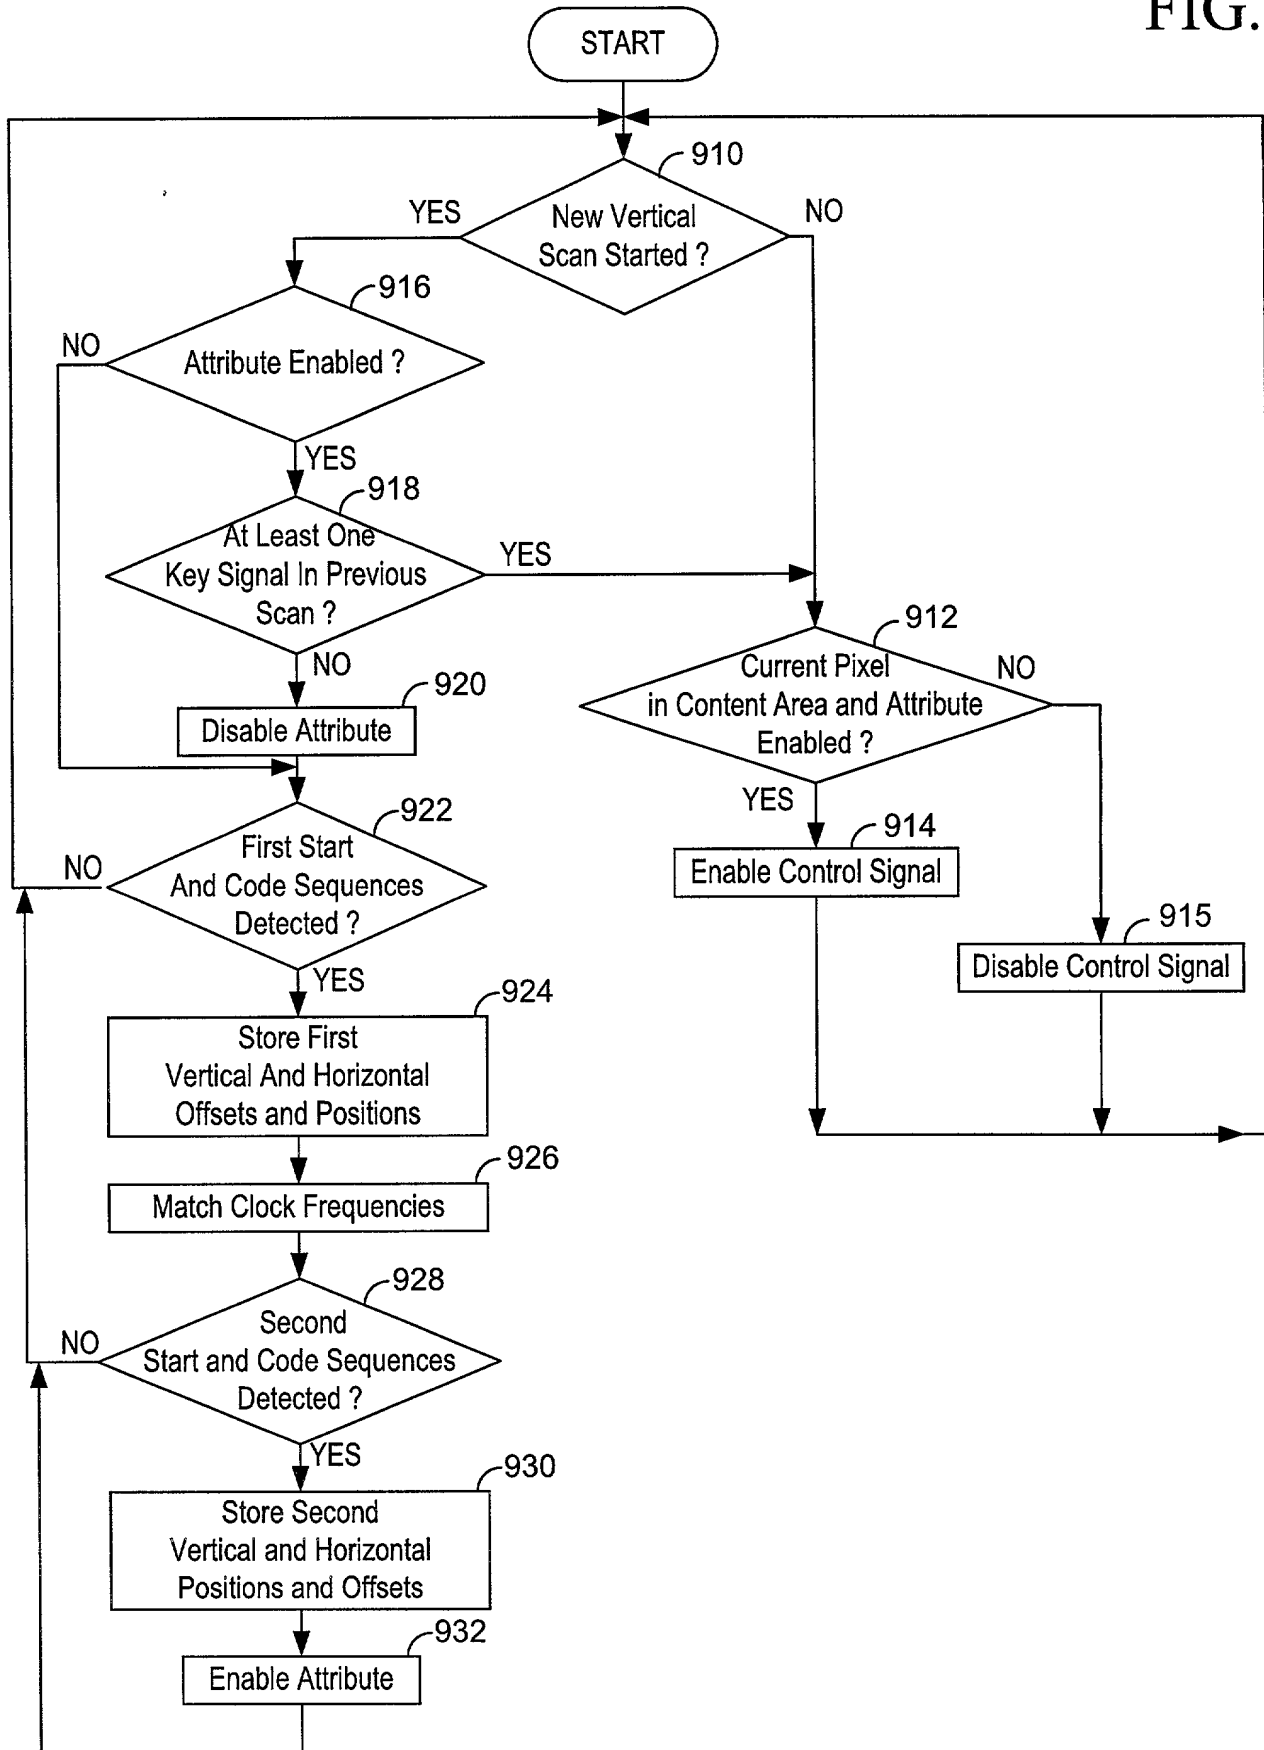 FIG.
START
910
YES
New Vertical
Scan Started ?
NO
916
NO
Attribute Enabled ?
YES
918
At Least One
Key Signal In Previous
Scan ?
YES
NO
912
Current Pixel
in Content Area and Attribute
Enabled ?
NO
YES
920
Disable Attribute
922
NO
First Start
And Code Sequences
Detected ?
YES
914
Enable Control Signal
915
Disable Control Signal
924
Store First
Vertical And Horizontal
Offsets and Positions
926
Match Clock Frequencies
928
NO
Second
Start and Code Sequences
Detected ?
YES
930
Store Second
Vertical and Horizontal
Positions and Offsets
932
Enable Attribute